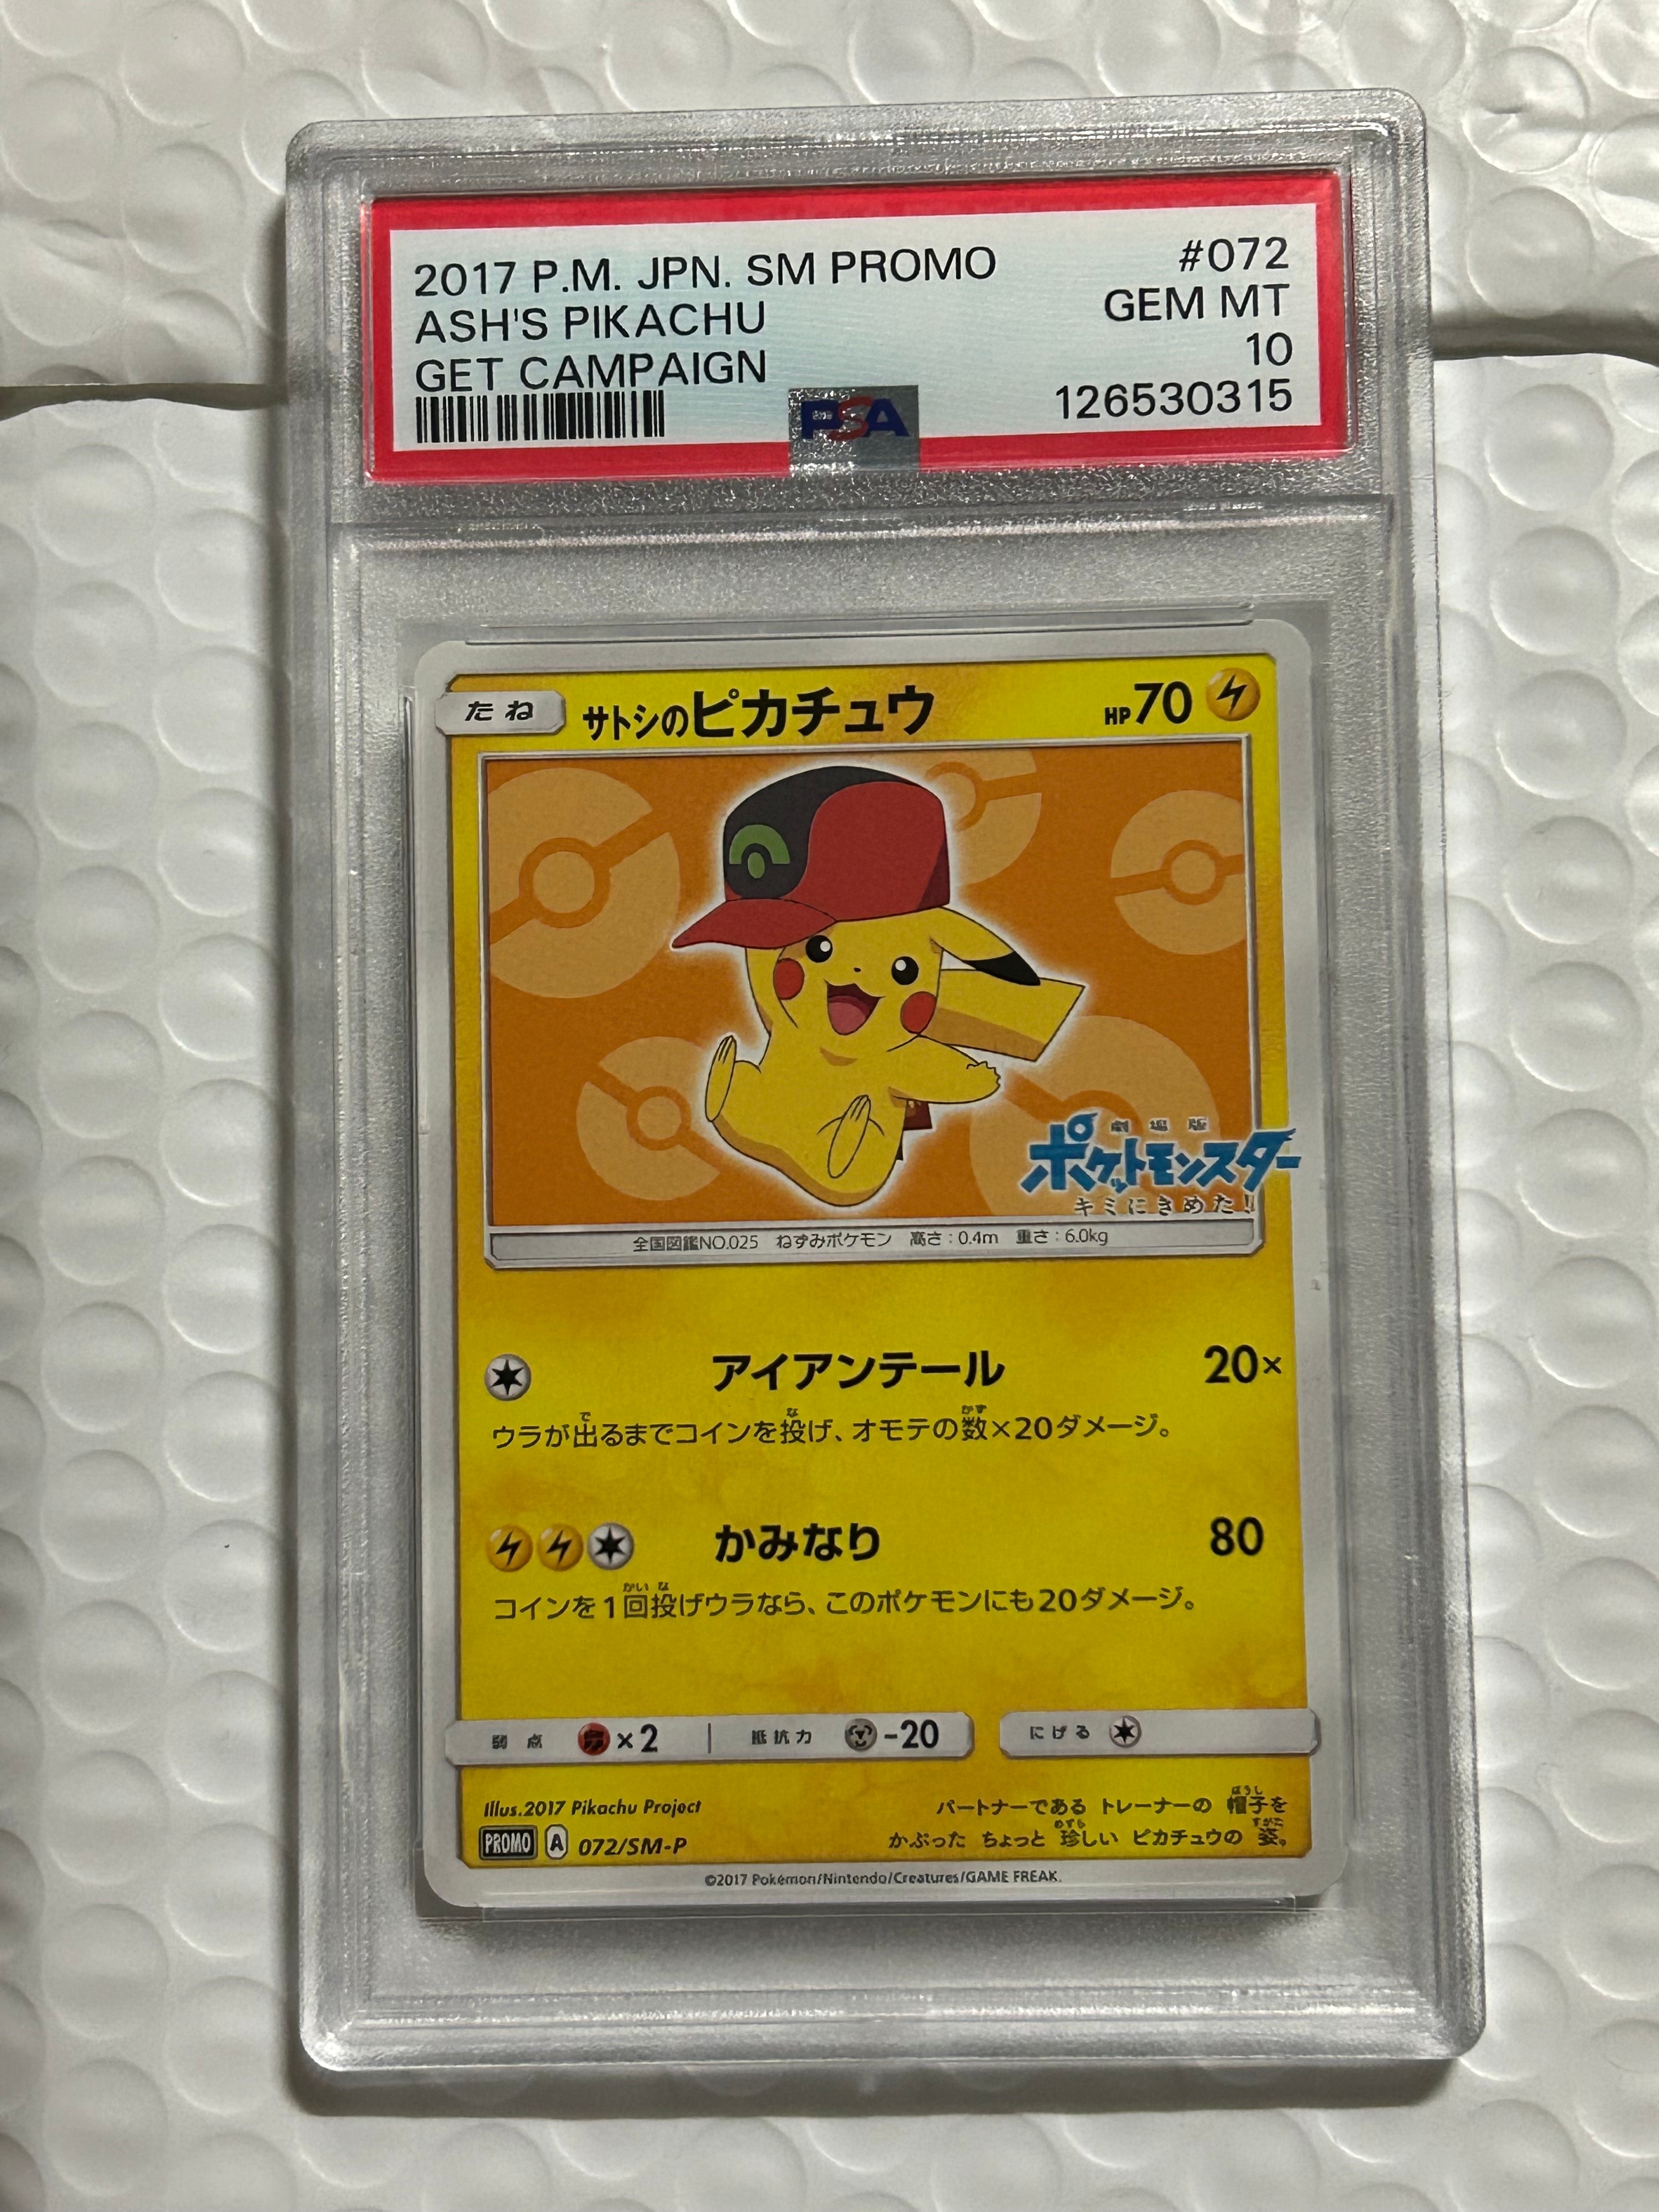 2017 P.M. JPN. SM PROMO #072
ASH'S PIKACHU GEM MT
GET CAMPAIGN 10
PSA 126530315
たね サトシのピカチュウ HP70
劇場版
ポケットモンスター
キミにきめた!
全国図鑑NO.025 ねずみポケモン 高さ:0.4m 重さ:6.0kg
アイアンテール 20×
ウラが出るまでコインを投げ、オモテの数×20ダメージ。
かみなり 80
コインを1回投げウラなら、このポケモンにも20ダメージ。
弱点 ×2 抵抗力 -20 にげる
Illus.2017 Pikachu Project
PROMO A 072/SM-P
パートナーである トレーナーの 帽子を
かぶった ちょっと 珍しい ピカチュウの 姿。
©2017 Pokémon/Nintendo/Creatures/GAME FREAK.